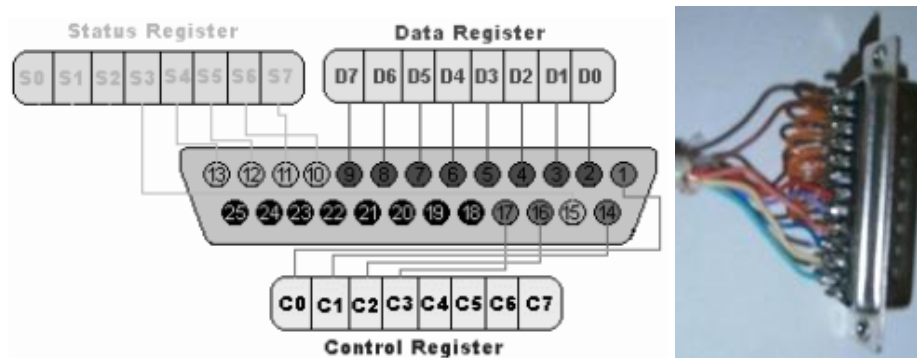 Status Register
Data Register
S0 S1 S2 S3 S4 S5 S6 S7
D7 D6 D5 D4 D3 D2 D1 D0
13 12 11 10 9 8 7 6 5 4 3 2 1
25 24 23 22 21 20 19 18 17 16 15 14
C0 C1 C2 C3 C4 C5 C6 C7
Control Register